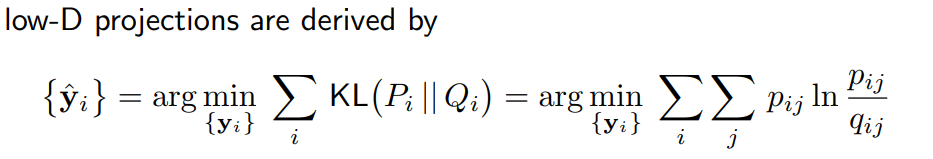 low-D projections are derived by
{ŷᵢ} = arg min_{yᵢ} ∑ᵢ KL(Pᵢ || Qᵢ) = arg min_{yᵢ} ∑ᵢ ∑ⱼ pᵢⱼ ln pᵢⱼ/qᵢⱼ